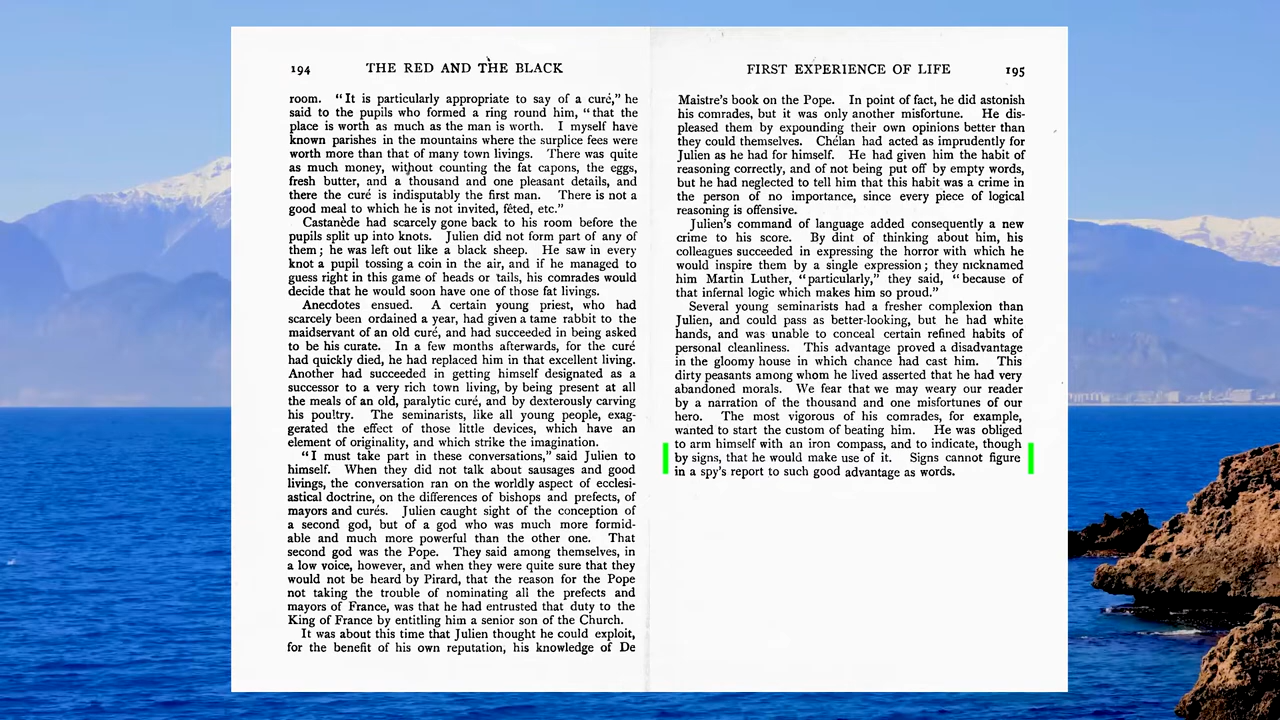 194 THE RED AND THE BLACK
room. “It is particularly appropriate to say of a curé,” he
said to the pupils who formed a ring round him, “that the
place is worth as much as the man is worth. I myself have
known parishes in the mountains where the surplice fees were
worth more than that of many town livings. There was quite
as much money, without counting the fat capons, the eggs,
fresh butter, and a thousand and one pleasant details, and
there the curé is indisputably the first man. There is not a
good meal to which he is not invited, fêted, etc.”
Castanède had scarcely gone back to his room before the
pupils split up into knots. Julien did not form part of any of
them; he was left out like a black sheep. He saw in every
knot a pupil tossing a coin in the air, and if he managed to
guess right in this game of heads or tails, his comrades would
decide that he would soon have one of those fat livings.
Anecdotes ensued. A certain young priest, who had
scarcely been ordained a year, had given a tame rabbit to the
maidservant of an old curé, and had succeeded in being asked
to be his curate. In a few months afterwards, for the curé
had quickly died, he had replaced him in that excellent living.
Another had succeeded in getting himself designated as a
successor to a very rich town living, by being present at all
the meals of an old, paralytic curé, and by dexterously carving
his poultry. The seminarists, like all young people, exag-
gerated the effect of those little devices, which have an
element of originality, and which strike the imagination.
“I must take part in these conversations,” said Julien to
himself. When they did not talk about sausages and good
livings, the conversation ran on the worldly aspect of ecclesi-
astical doctrine, on the differences of bishops and prefects, of
mayors and curés. Julien caught sight of the conception of
a second god, but of a god who was much more formid-
able and much more powerful than the other one. That
second god was the Pope. They said among themselves, in
a low voice, however, and when they were quite sure that they
would not be heard by Pirard, that the reason for the Pope
not taking the trouble of nominating all the prefects and
mayors of France, was that he had entrusted that duty to the
King of France by entitling him a senior son of the Church.
It was about this time that Julien thought he could exploit,
for the benefit of his own reputation, his knowledge of De
FIRST EXPERIENCE OF LIFE 195
Maistre’s book on the Pope. In point of fact, he did astonish
his comrades, but it was only another misfortune. He dis-
pleased them by expounding their own opinions better than
they could themselves. Chélan had acted as imprudently for
Julien as he had for himself. He had given him the habit of
reasoning correctly, and of not being put off by empty words,
but he had neglected to tell him that this habit was a crime in
the person of no importance, since every piece of logical
reasoning is offensive.
Julien’s command of language added consequently a new
crime to his score. By dint of thinking about him, his
colleagues succeeded in expressing the horror with which he
would inspire them by a single expression; they nicknamed
him Martin Luther, “particularly,” they said, “because of
that infernal logic which makes him so proud.”
Several young seminarists had a fresher complexion than
Julien, and could pass as better-looking, but he had white
hands, and was unable to conceal certain refined habits of
personal cleanliness. This advantage proved a disadvantage
in the gloomy house in which chance had cast him. This
dirty peasants among whom he lived asserted that he had very
abandoned morals. We fear that we may weary our reader
by a narration of the thousand and one misfortunes of our
hero. The most vigorous of his comrades, for example,
wanted to start the custom of beating him. He was obliged
to arm himself with an iron compass, and to indicate, though
by signs, that he would make use of it. Signs cannot figure
in a spy’s report to such good advantage as words.